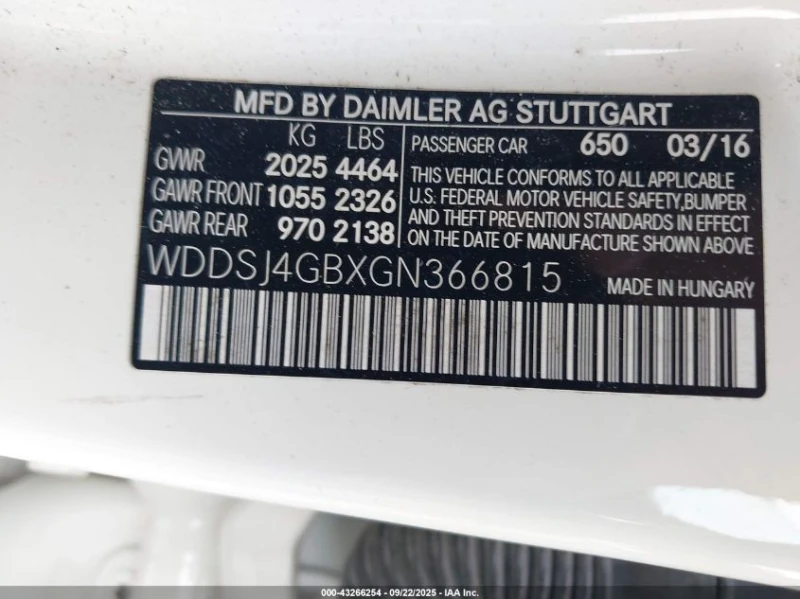 MFD BY DAIMLER AG STUTTGART
KG LBS
GVWR 2025 4464
GAWR FRONT 1055 2326
GAWR REAR 970 2138
PASSENGER CAR 650 03/16
THIS VEHICLE CONFORMS TO ALL APPLICABLE
U.S. FEDERAL MOTOR VEHICLE SAFETY,BUMPER
AND THEFT PREVENTION STANDARDS IN EFFECT
ON THE DATE OF MANUFACTURE SHOWN ABOVE
WDDSJ4GBXGN366815
MADE IN HUNGARY
000-43266254 - 09/22/2025 - IAA Inc.